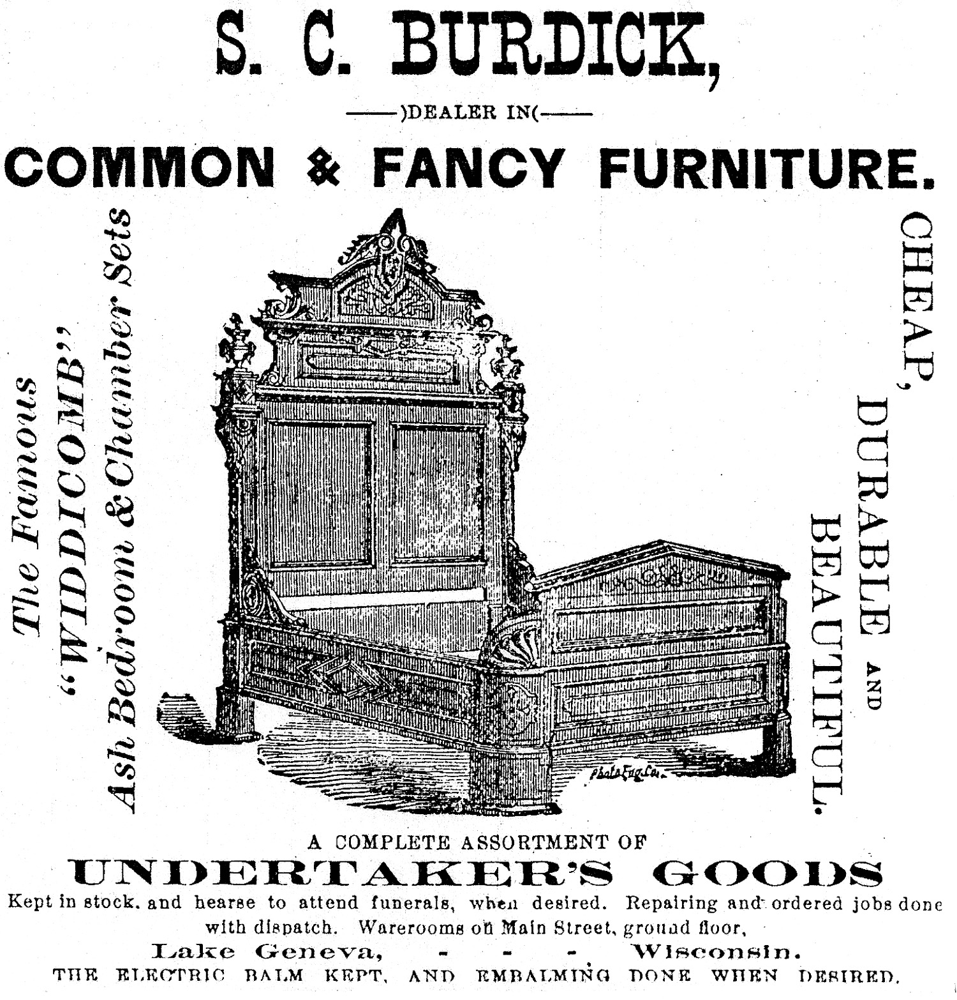 S. C. BURDICK,
)DEALER IN(
COMMON & FANCY FURNITURE.
The Famous
"WIDDICOMB"
Ash Bedroom & Chamber Sets
CHEAP,
DURABLE AND
BEAUTIFUL.
Photo Eng. Co.
A COMPLETE ASSORTMENT OF
UNDERTAKER'S GOODS
Kept in stock. and hearse to attend funerals, when desired. Repairing and ordered jobs done
with dispatch. Warerooms on Main Street, ground floor,
Lake Geneva, - - - Wisconsin.
THE ELECTRIC BALM KEPT, AND EMBALMING DONE WHEN DESIRED.